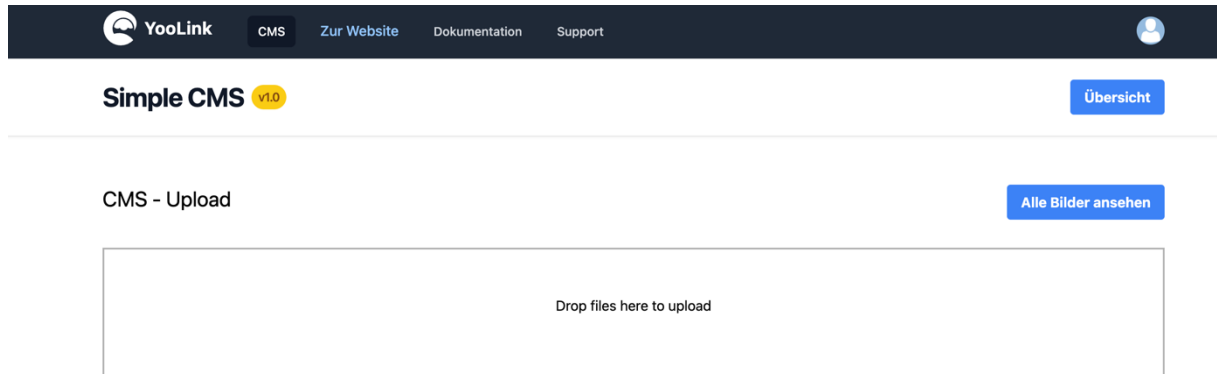 YooLink CMS Zur Website Dokumentation Support
Simple CMS v1.0 Übersicht
CMS - Upload Alle Bilder ansehen
Drop files here to upload